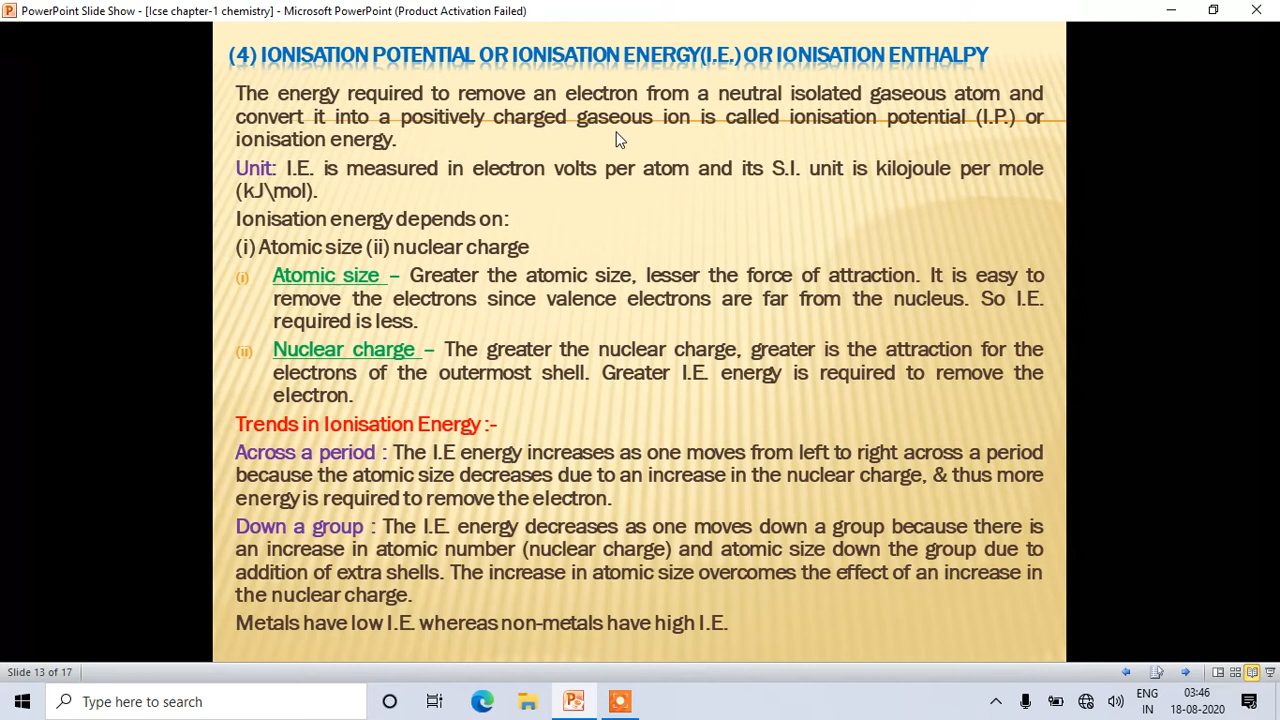 PowerPoint Slide Show - [Icse chapter-1 chemistry] - Microsoft PowerPoint (Product Activation Failed)
(4) IONISATION POTENTIAL OR IONISATION ENERGY(I.E.) OR IONISATION ENTHALPY
The energy required to remove an electron from a neutral isolated gaseous atom and
convert it into a positively charged gaseous ion is called ionisation potential (I.P.) or
ionisation energy.
Unit: I.E. is measured in electron volts per atom and its S.I. unit is kilojoule per mole
(kJ\mol).
Ionisation energy depends on:
(i) Atomic size (ii) nuclear charge
(i) Atomic size – Greater the atomic size, lesser the force of attraction. It is easy to
remove the electrons since valence electrons are far from the nucleus. So I.E.
required is less.
(ii) Nuclear charge – The greater the nuclear charge, greater is the attraction for the
electrons of the outermost shell. Greater I.E. energy is required to remove the
electron.
Trends in Ionisation Energy :-
Across a period : The I.E energy increases as one moves from left to right across a period
because the atomic size decreases due to an increase in the nuclear charge, & thus more
energy is required to remove the electron.
Down a group : The I.E. energy decreases as one moves down a group because there is
an increase in atomic number (nuclear charge) and atomic size down the group due to
addition of extra shells. The increase in atomic size overcomes the effect of an increase in
the nuclear charge.
Metals have low I.E. whereas non-metals have high I.E.
Slide 13 of 17
Type here to search
ENG
IN
03:46
18-08-2020